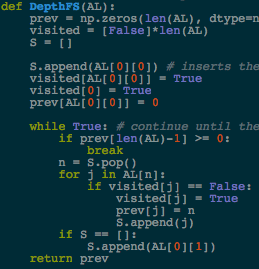 def DepthFS(AL):
    prev = np.zeros(len(AL), dtype=n
    visited = [False]*len(AL)
    S = []
    S.append(AL[0][0]) # inserts the
    visited[AL[0][0]] = True
    visited[0] = True
    prev[AL[0][0]] = 0
    while True: # continue until the
        if prev[len(AL)-1] >= 0:
            break
        n = S.pop()
        for j in AL[n]:
            if visited[j] == False:
                visited[j] = True
                prev[j] = n
                S.append(j)
        if S == []:
            S.append(AL[0][1])
    return prev